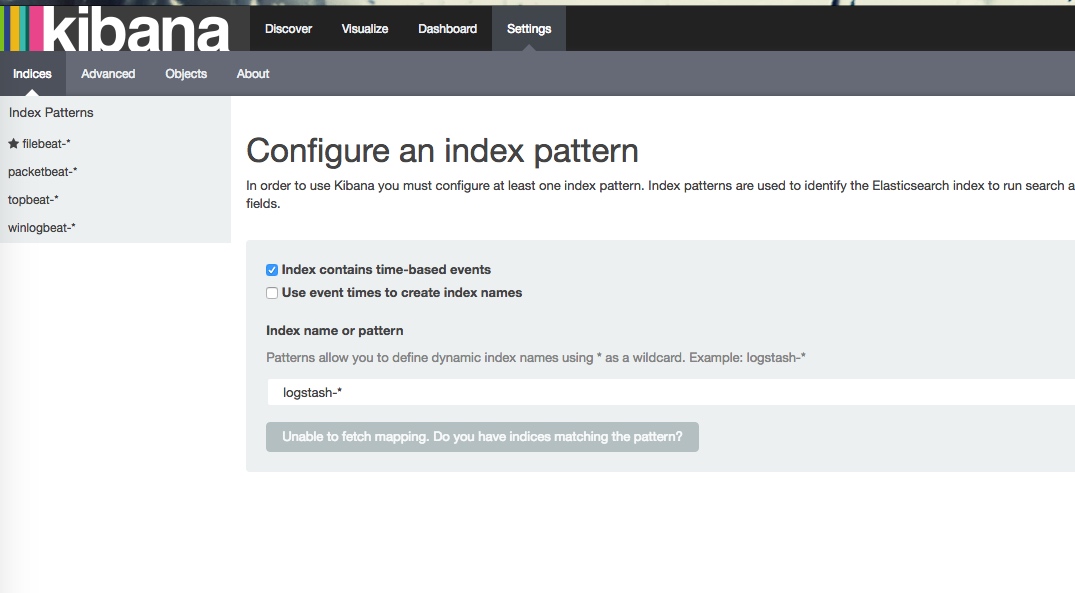 kibana
Discover Visualize Dashboard Settings
Indices Advanced Objects About
Index Patterns
★ filebeat-*
packetbeat-*
topbeat-*
winlogbeat-*
Configure an index pattern
In order to use Kibana you must configure at least one index pattern. Index patterns are used to identify the Elasticsearch index to run search a
fields.
Index contains time-based events
Use event times to create index names
Index name or pattern
Patterns allow you to define dynamic index names using * as a wildcard. Example: logstash-*
logstash-*
Unable to fetch mapping. Do you have indices matching the pattern?